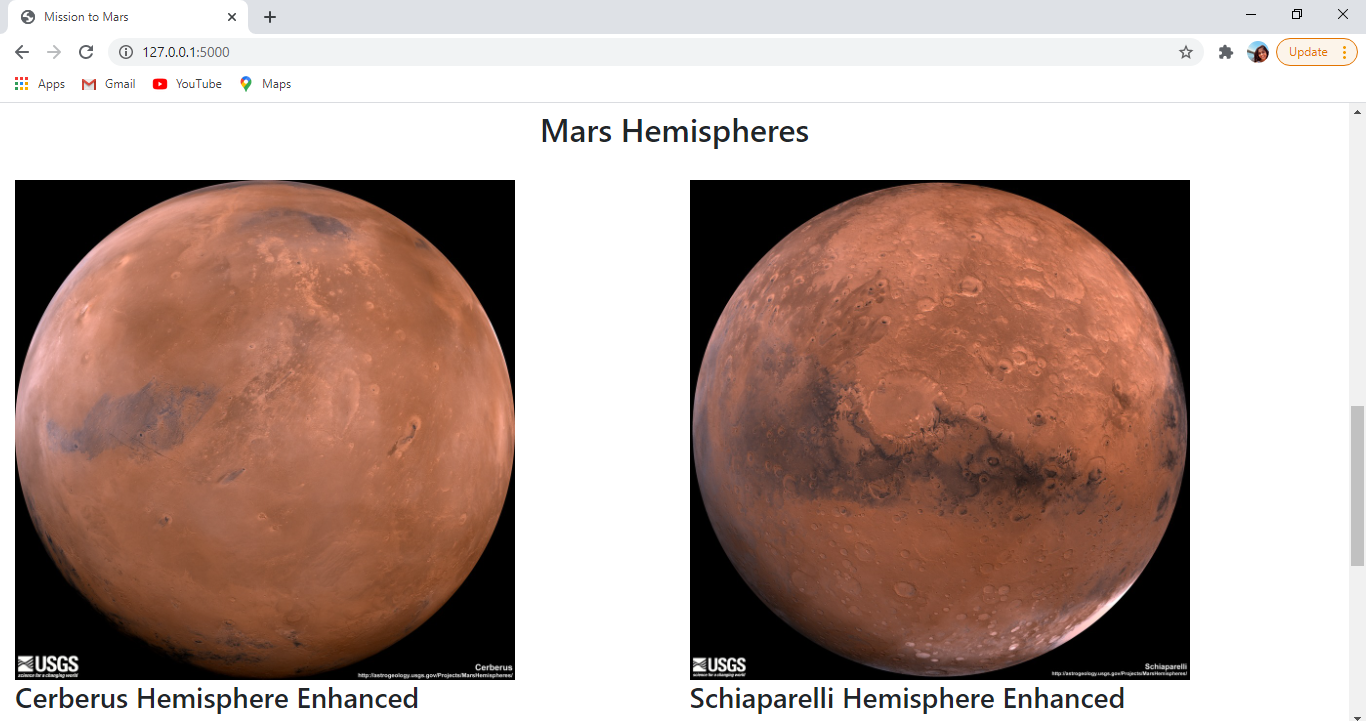 Mission to Mars
127.0.0.1:5000
Update
Apps
Gmail
YouTube
Maps
Mars Hemispheres
USGS
science for a changing world
Cerberus
http://astrogeology.usgs.gov/Projects/MarsHemispheres/
USGS
science for a changing world
Schiaparelli
http://astrogeology.usgs.gov/Projects/MarsHemispheres/
Cerberus Hemisphere Enhanced
Schiaparelli Hemisphere Enhanced